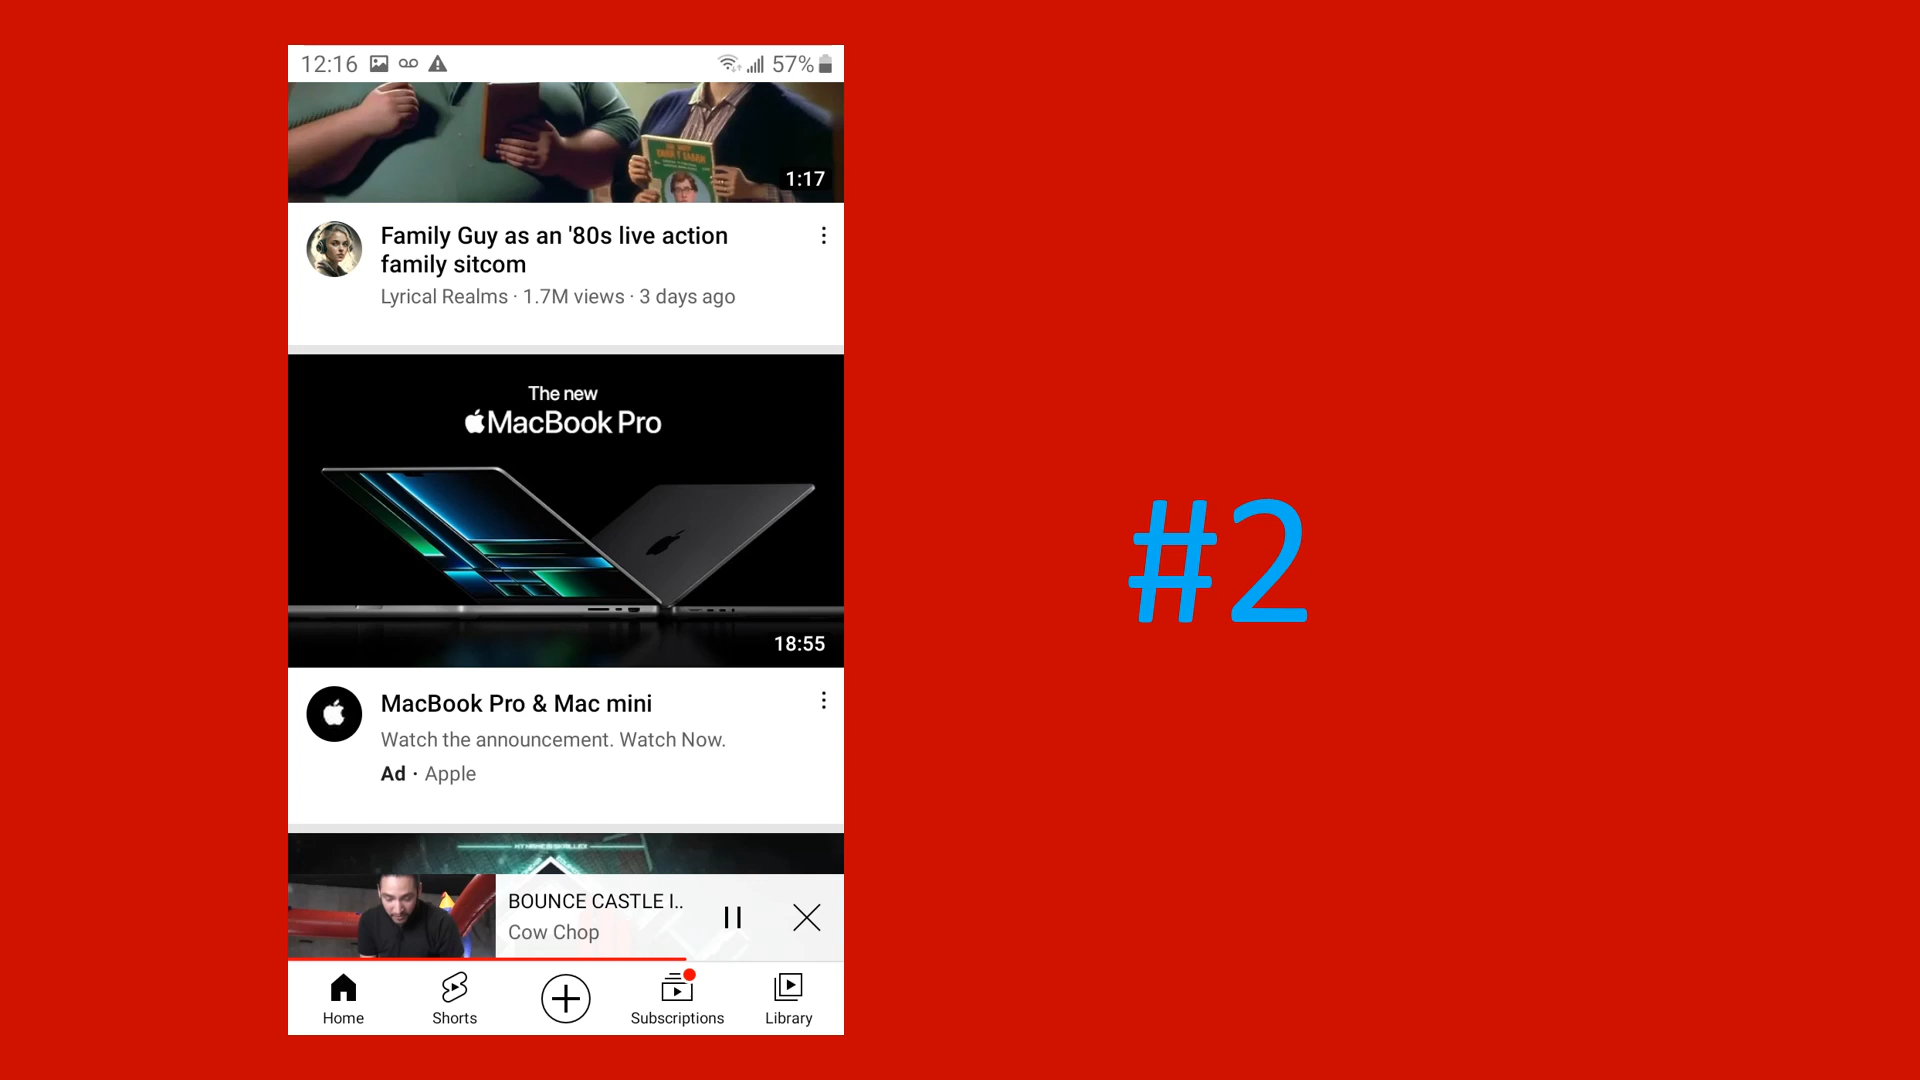 12:16 57%
1:17
Family Guy as an '80s live action
family sitcom
Lyrical Realms · 1.7M views · 3 days ago
The new
MacBook Pro
18:55
MacBook Pro & Mac mini
Watch the announcement. Watch Now.
Ad · Apple
BOUNCE CASTLE I..
Cow Chop
Home
Shorts
Subscriptions
Library
#2